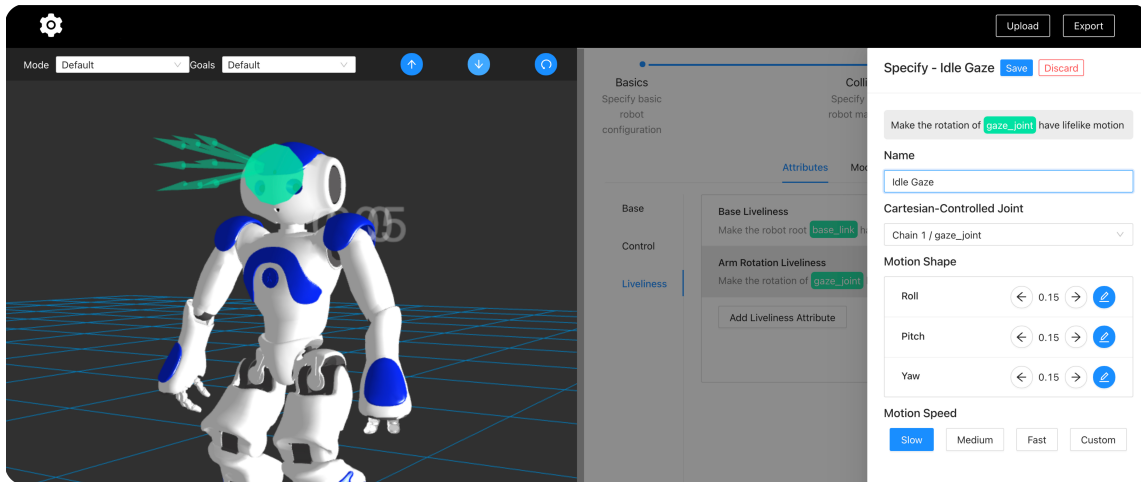 Upload Export
Mode Default Goals Default
Specify - Idle Gaze Save Discard
Basics
Specify basic
robot
configuration
Colli
Specify
robot ma
Make the rotation of gaze_joint have lifelike motion
Attributes Mod
Name
Idle Gaze
Base
Control
Liveliness
Base Liveliness
Make the robot root base_link h
Arm Rotation Liveliness
Make the rotation of gaze_joint
Add Liveliness Attribute
Cartesian-Controlled Joint
Chain 1 / gaze_joint
Motion Shape
Roll 0.15
Pitch 0.15
Yaw 0.15
Motion Speed
Slow Medium Fast Custom